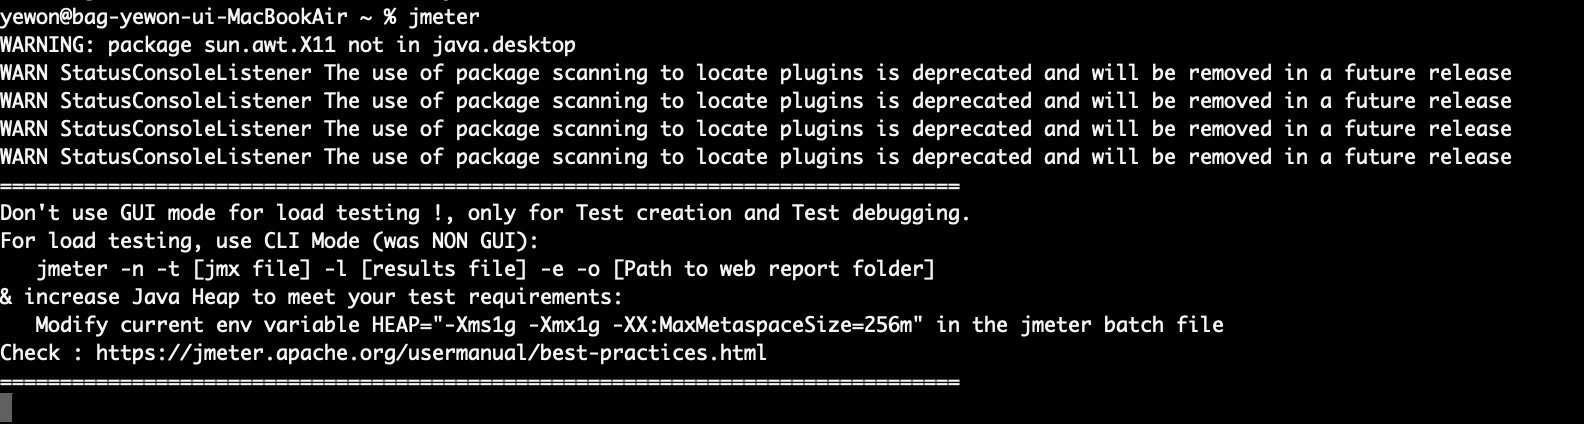 yewon@bag-yewon-ui-MacBookAir ~ % jmeter
WARNING: package sun.awt.X11 not in java.desktop
WARN StatusConsoleListener The use of package scanning to locate plugins is deprecated and will be removed in a future release
WARN StatusConsoleListener The use of package scanning to locate plugins is deprecated and will be removed in a future release
WARN StatusConsoleListener The use of package scanning to locate plugins is deprecated and will be removed in a future release
WARN StatusConsoleListener The use of package scanning to locate plugins is deprecated and will be removed in a future release
================================================================================
Don't use GUI mode for load testing !, only for Test creation and Test debugging.
For load testing, use CLI Mode (was NON GUI):
   jmeter -n -t [jmx file] -l [results file] -e -o [Path to web report folder]
& increase Java Heap to meet your test requirements:
   Modify current env variable HEAP="-Xms1g -Xmx1g -XX:MaxMetaspaceSize=256m" in the jmeter batch file
Check : https://jmeter.apache.org/usermanual/best-practices.html
================================================================================